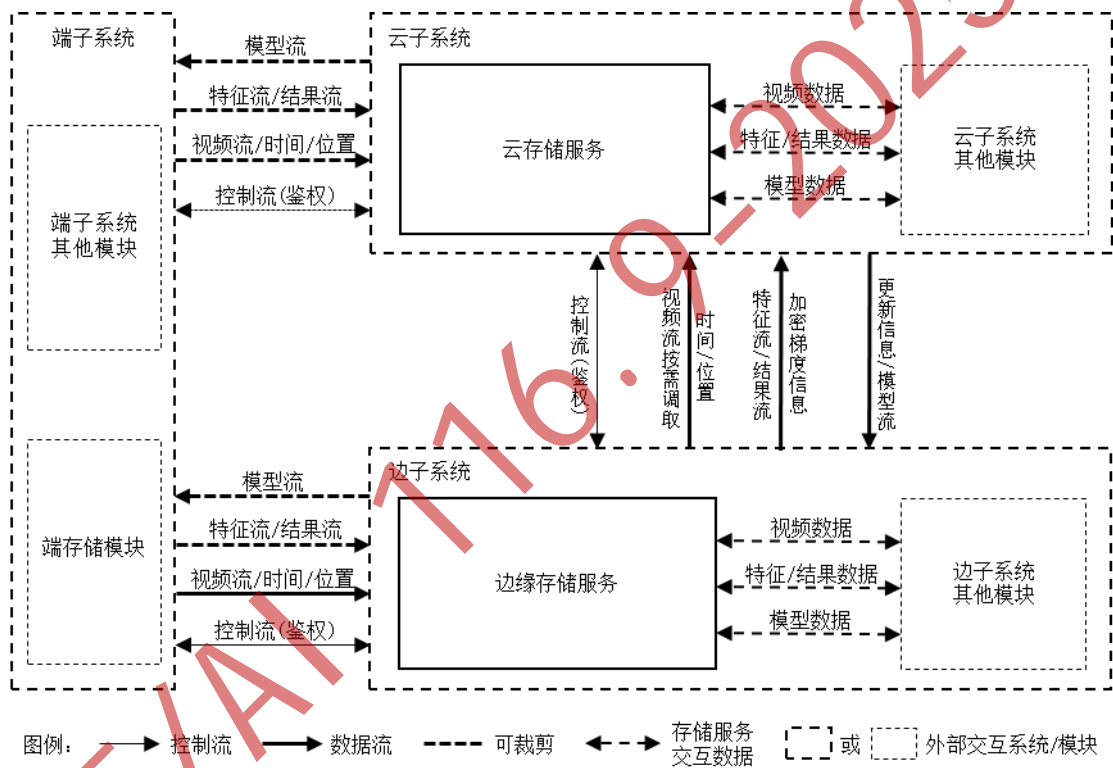 端子系统
模型流
特征流/结果流
视频流/时间/位置
控制流(鉴权)
端子系统
其他模块
云子系统
云存储服务
视频数据
特征/结果数据
模型数据
云子系统
其他模块
控制流(鉴权)
视频流按需调取
时间/位置
特征流/结果流
加密梯度信息
更新信息/模型流
端存储模块
模型流
特征流/结果流
视频流/时间/位置
控制流(鉴权)
边子系统
边缘存储服务
视频数据
特征/结果数据
模型数据
边子系统
其他模块
图例：
控制流
数据流
可裁剪
存储服务
交互数据
或
外部交互系统/模块
/AI 116.9-202